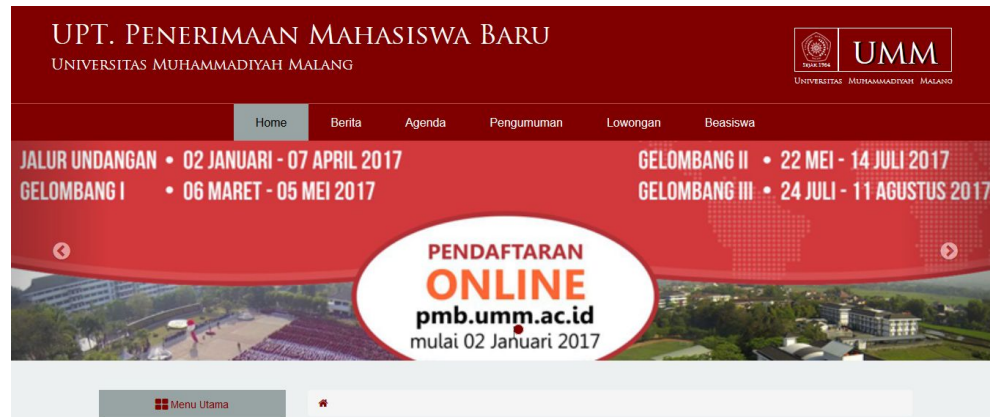 UPT. Penerimaan Mahasiswa Baru
Universitas Muhammadiyah Malang
SEJAK 1964
UMM
Universitas Muhammadiyah Malang
Home Berita Agenda Pengumuman Lowongan Beasiswa
JALUR UNDANGAN • 02 JANUARI - 07 APRIL 2017
GELOMBANG I • 06 MARET - 05 MEI 2017
GELOMBANG II • 22 MEI - 14 JULI 2017
GELOMBANG III • 24 JULI - 11 AGUSTUS 2017
PENDAFTARAN
ONLINE
pmb.umm.ac.id
mulai 02 Januari 2017
Menu Utama